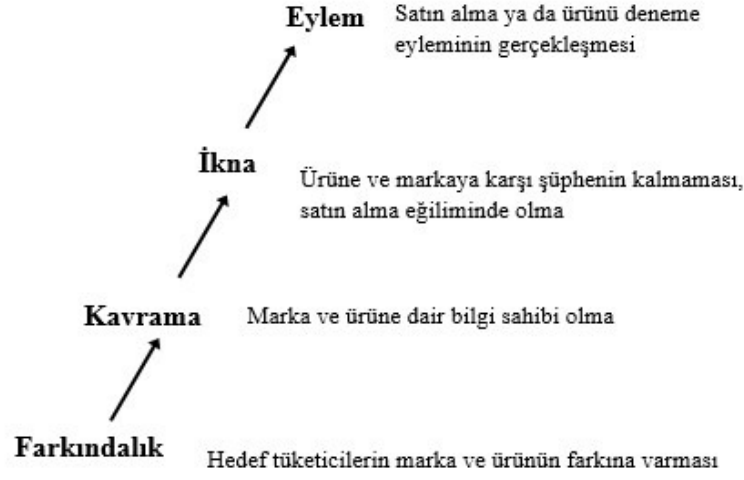 Eylem
Satın alma ya da ürünü deneme
eyleminin gerçekleşmesi
İkna
Ürüne ve markaya karşı şüphenin kalmaması,
satın alma eğiliminde olma
Kavrama
Marka ve ürüne dair bilgi sahibi olma
Farkındalık
Hedef tüketicilerin marka ve ürünün farkına varması